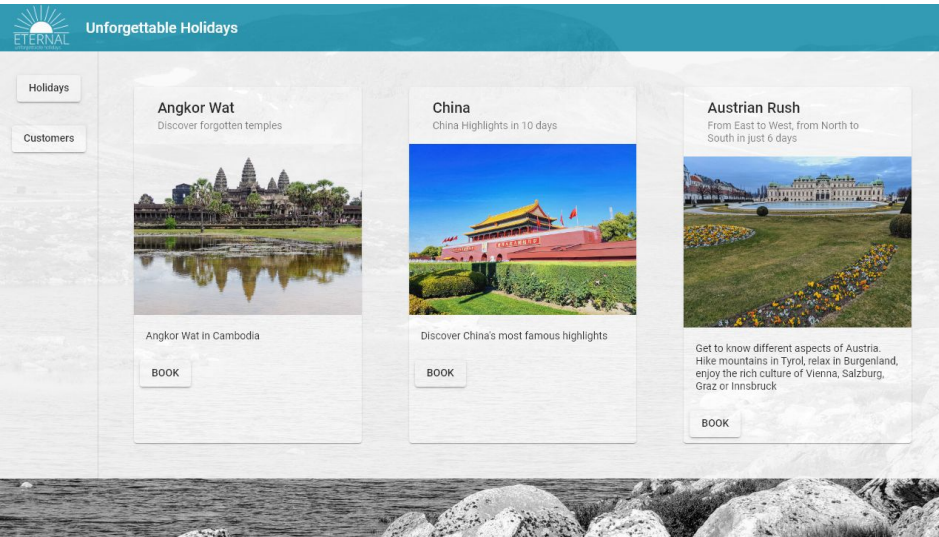 ETERNAL
Unforgettable Holidays
Holidays
Customers
Angkor Wat
Discover forgotten temples
Angkor Wat in Cambodia
BOOK
China
China Highlights in 10 days
Discover China's most famous highlights
BOOK
Austrian Rush
From East to West, from North to
South in just 6 days
Get to know different aspects of Austria.
Hike mountains in Tyrol, relax in Burgenland,
enjoy the rich culture of Vienna, Salzburg,
Graz or Innsbruck
BOOK